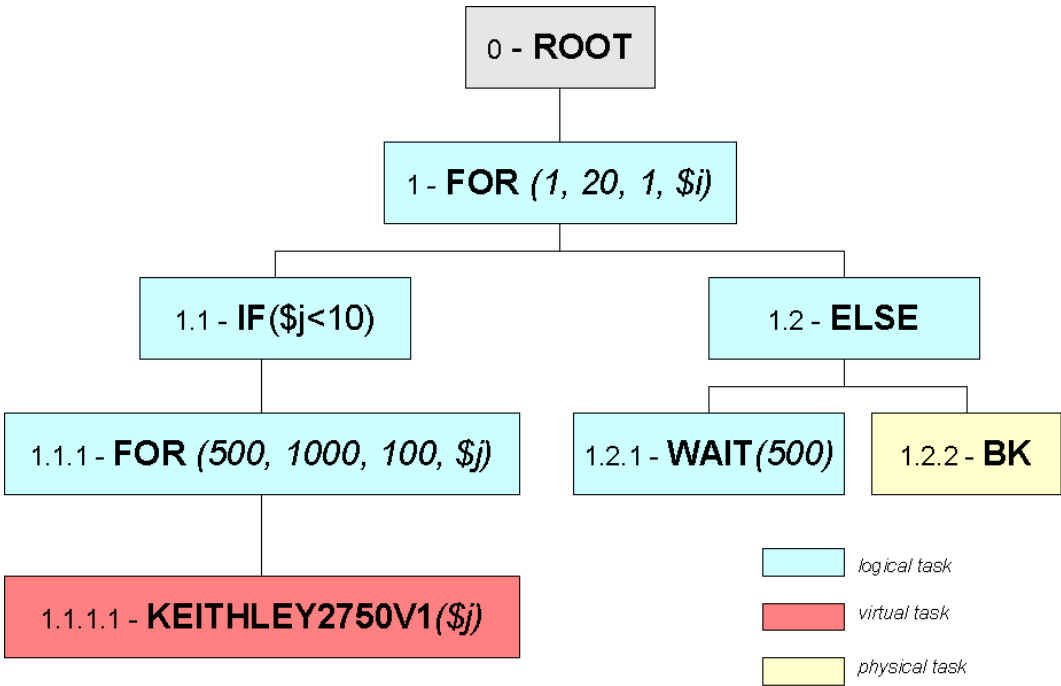 0 - ROOT
1 - FOR (1, 20, 1, $i)
1.1 - IF($j<10)
1.2 - ELSE
1.1.1 - FOR (500, 1000, 100, $j)
1.2.1 - WAIT(500)
1.2.2 - BK
1.1.1.1 - KEITHLEY2750V1($j)
logical task
virtual task
physical task